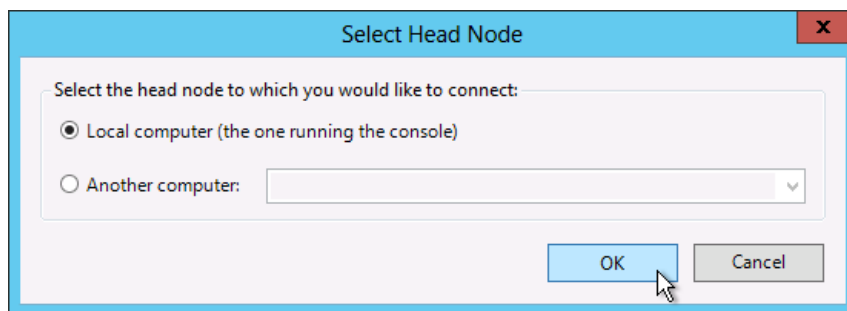 Select Head Node
x
Select the head node to which you would like to connect:
Local computer (the one running the console)
Another computer:
OK
Cancel